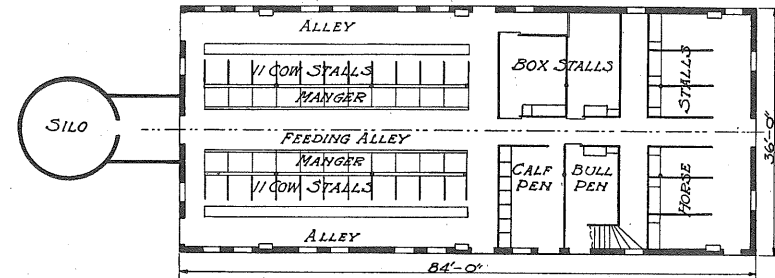 ALLEY
11 COW STALLS
MANGER
BOX STALLS
STALLS
SILO
FEEDING ALLEY
MANGER
11 COW STALLS
CALF
PEN
BULL
PEN
HORSE
ALLEY
36'-0"
84'-0"